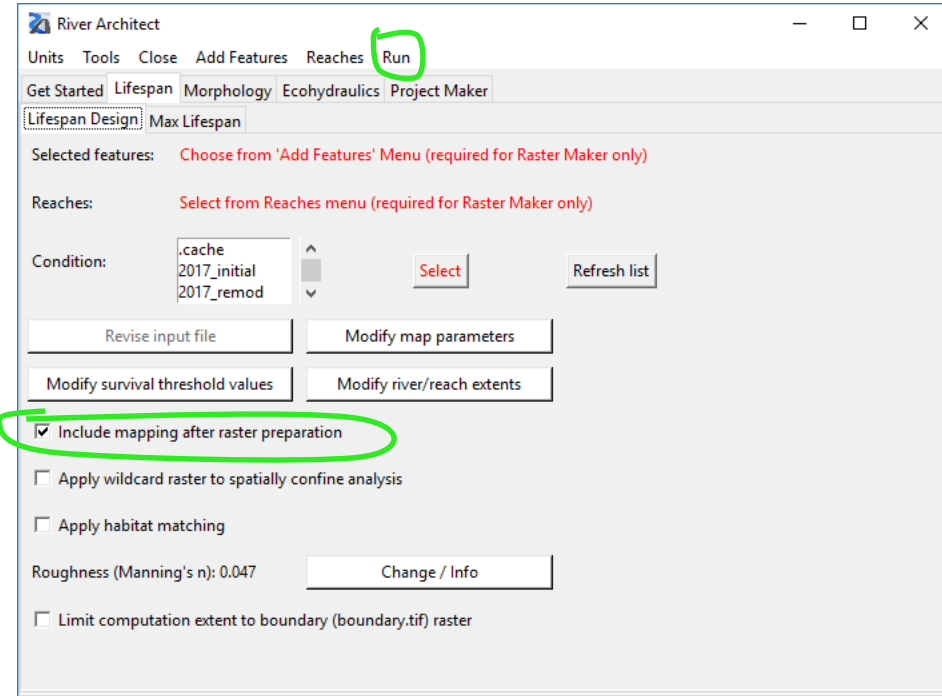 River Architect
Units Tools Close Add Features Reaches Run
Get Started Lifespan Morphology Ecohydraulics Project Maker
Lifespan Design Max Lifespan
Selected features: Choose from 'Add Features' Menu (required for Raster Maker only)
Reaches: Select from Reaches menu (required for Raster Maker only)
.cache
Condition: 2017_initial Select Refresh list
2017_remod
Revise input file Modify map parameters
Modify survival threshold values Modify river/reach extents
Include mapping after raster preparation
Apply wildcard raster to spatially confine analysis
Apply habitat matching
Roughness (Manning's n): 0.047 Change / Info
Limit computation extent to boundary (boundary.tif) raster